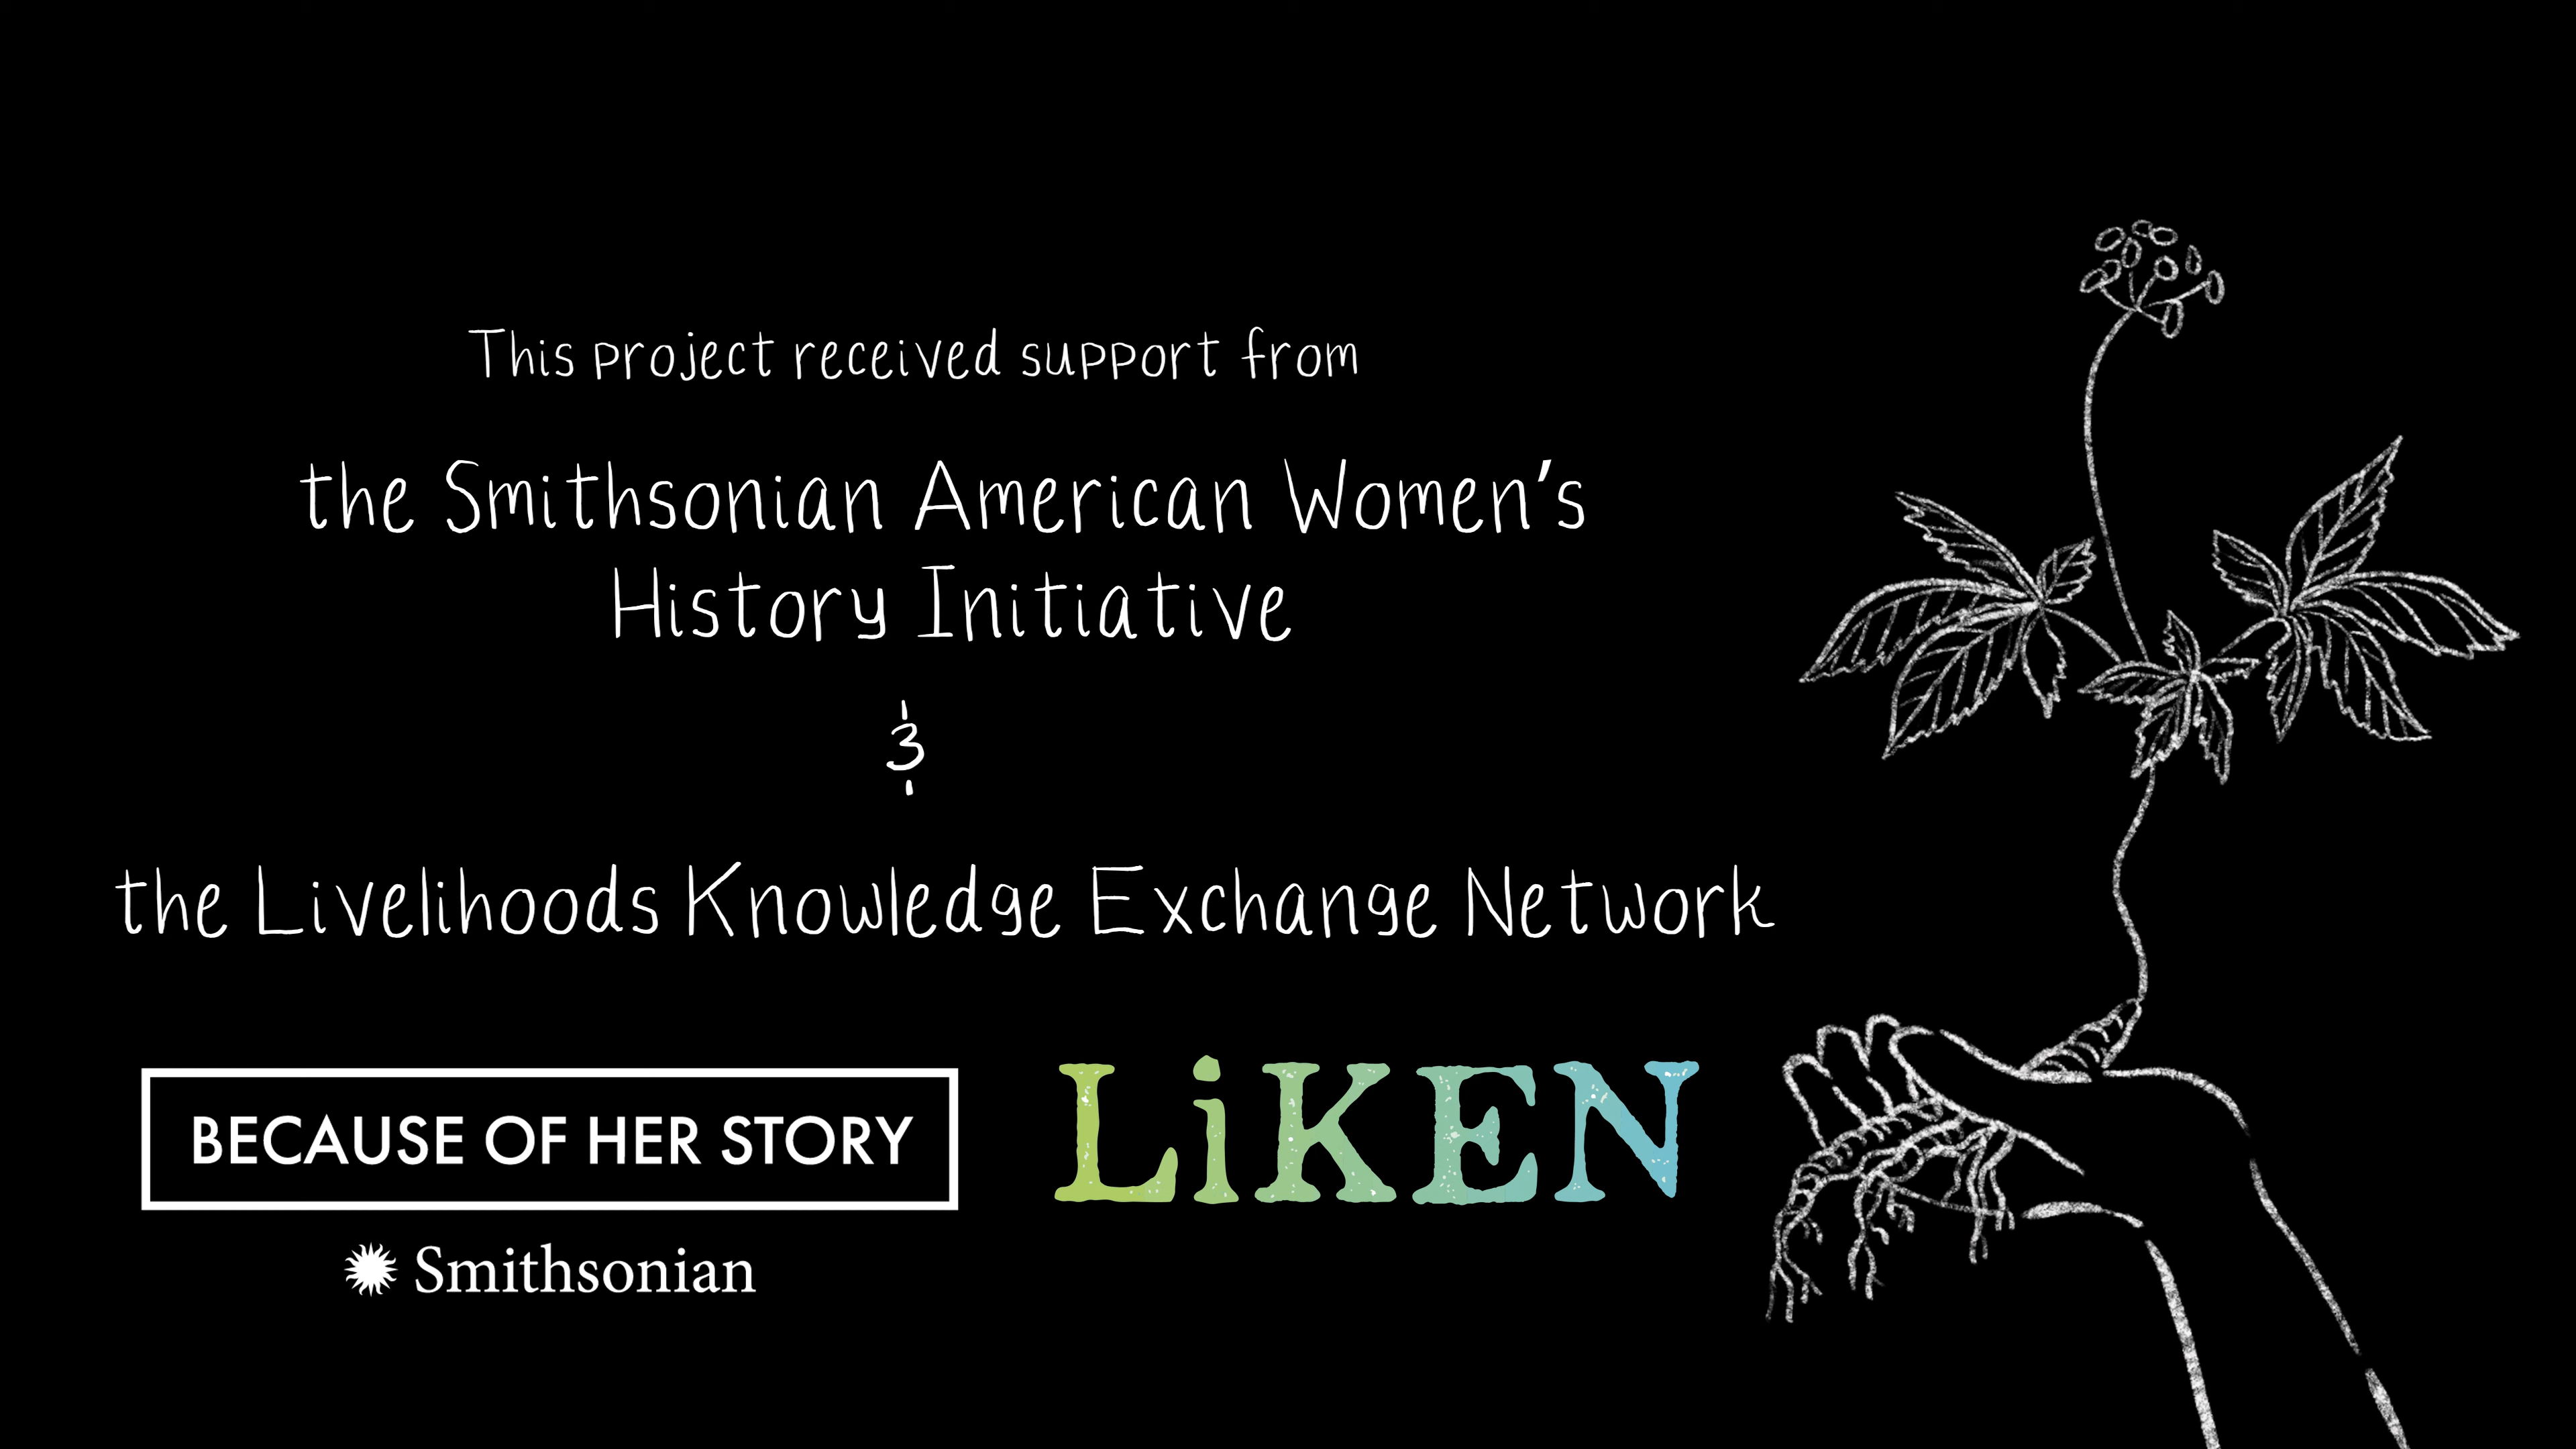 This project received support from
the Smithsonian American Women's
History Initiative
&
the Livelihoods Knowledge Exchange Network
BECAUSE OF HER STORY
Smithsonian
LiKEN